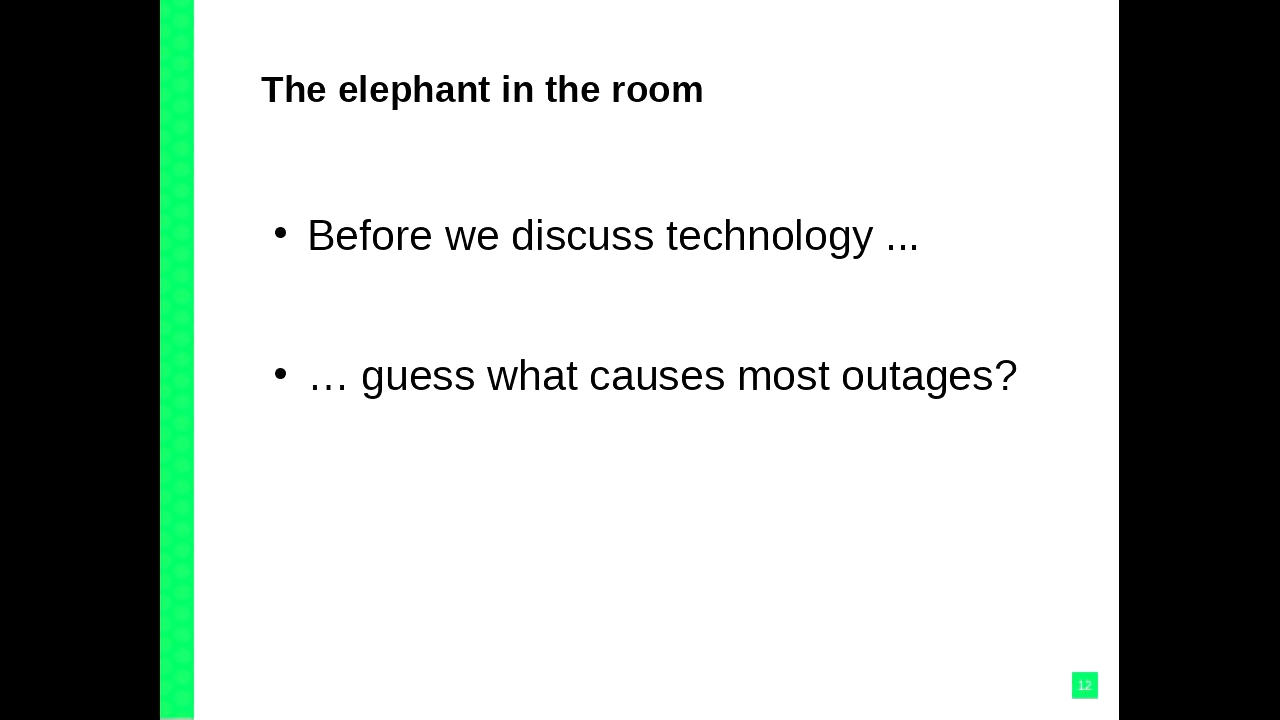 The elephant in the room
• Before we discuss technology ...
• … guess what causes most outages?
12